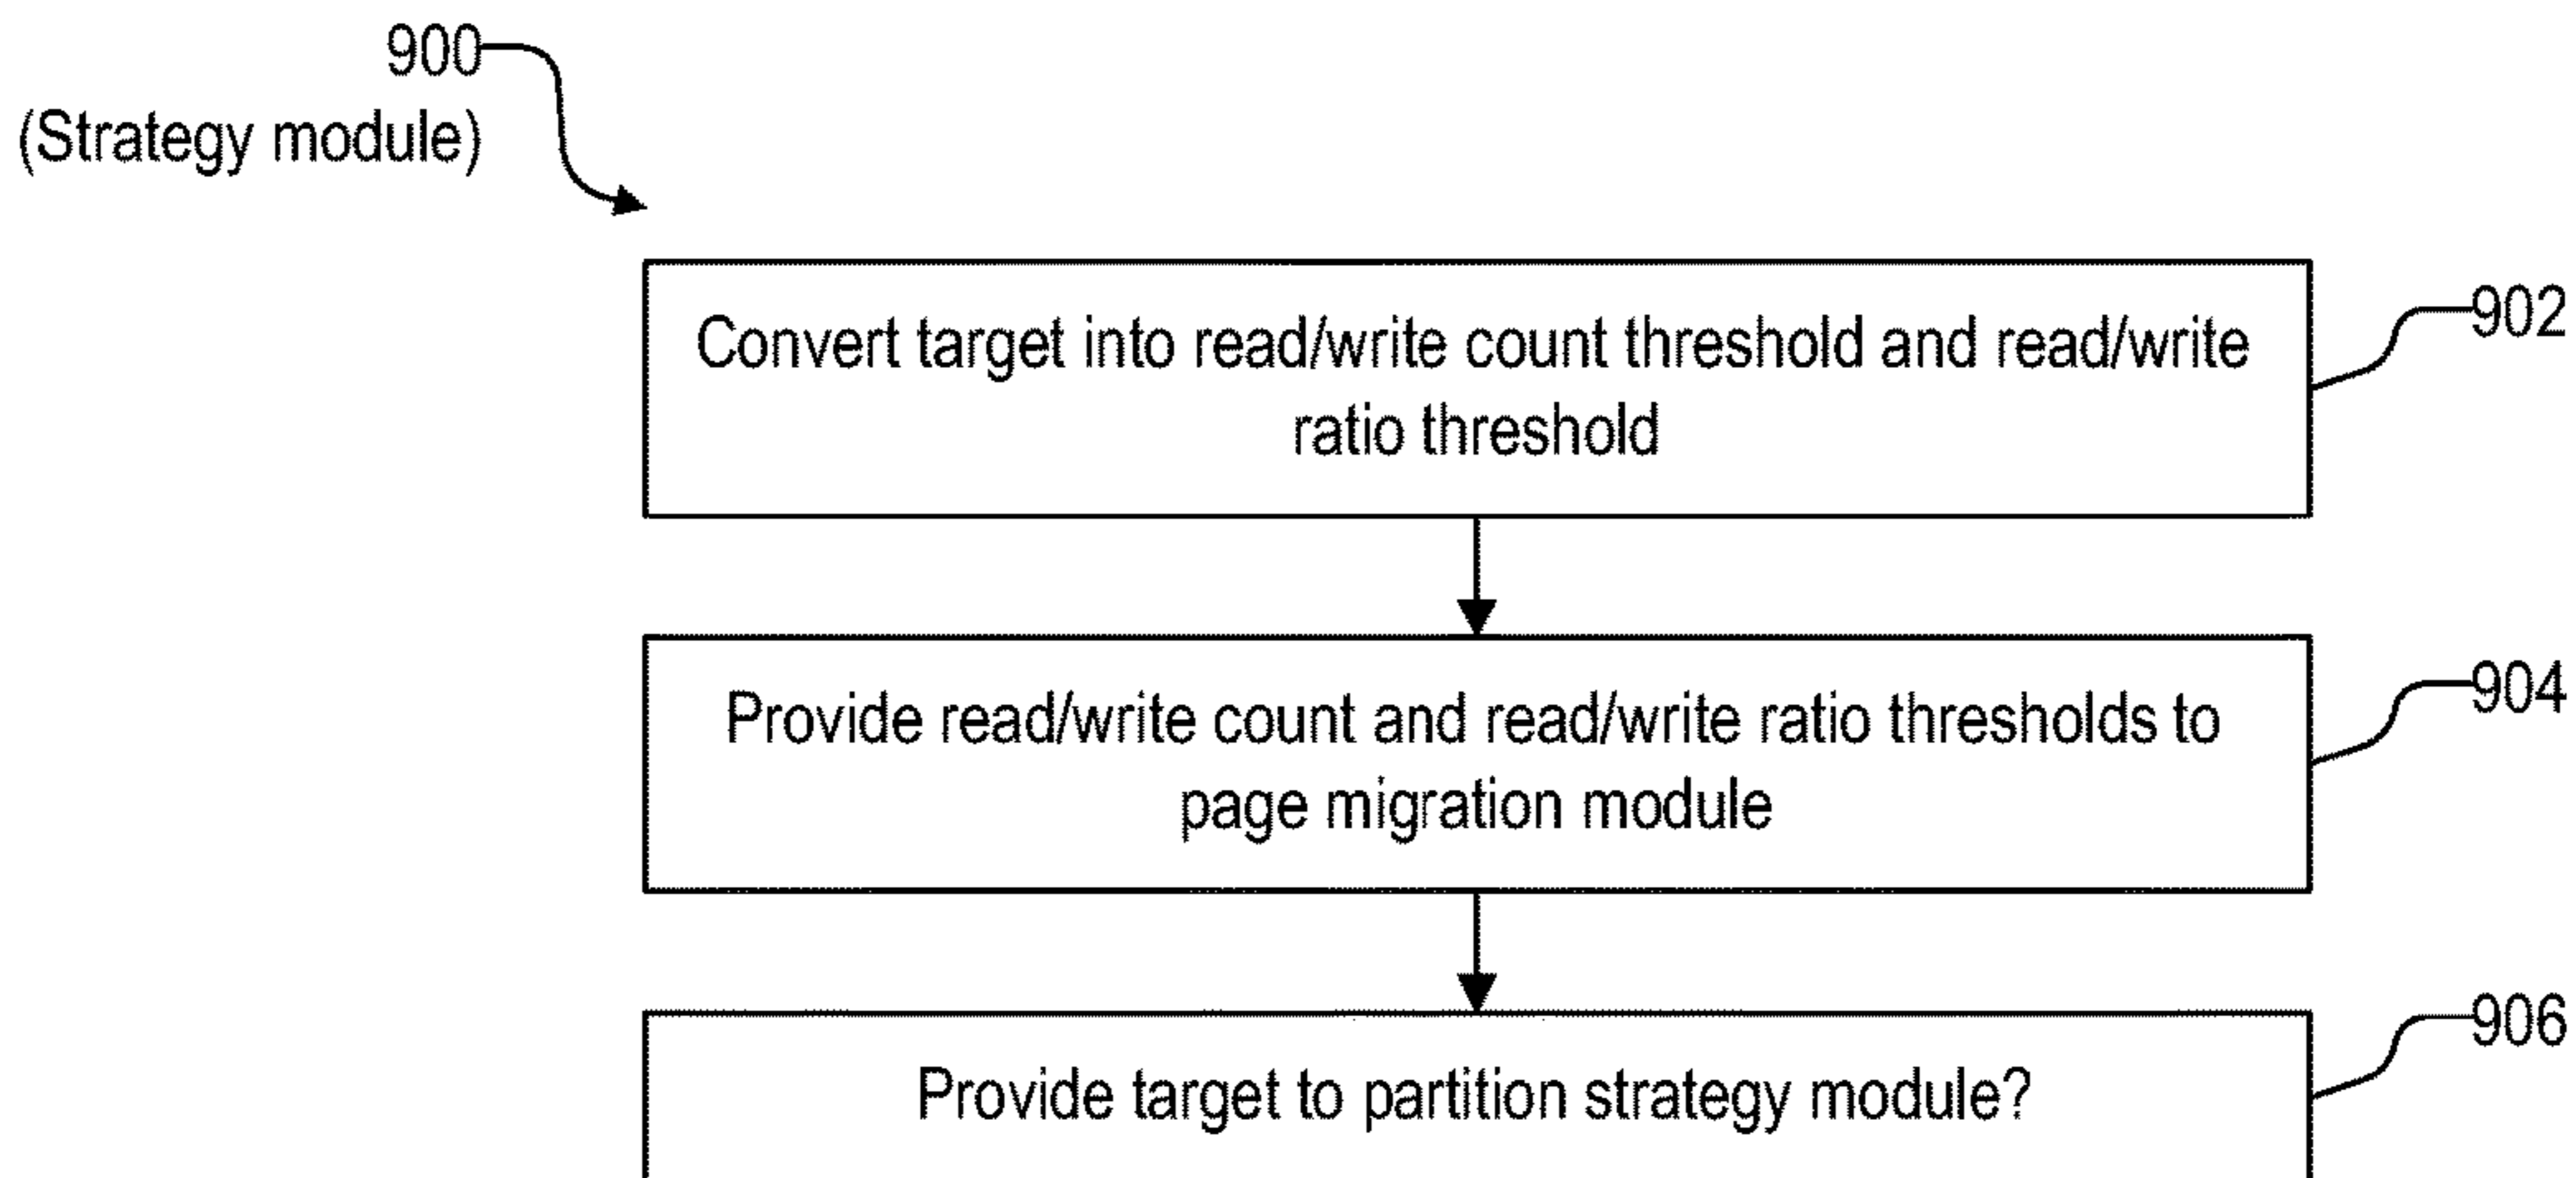 900
(Strategy module)
Convert target into read/write count threshold and read/write
ratio threshold
902
Provide read/write count and read/write ratio thresholds to
page migration module
904
Provide target to partition strategy module?
906